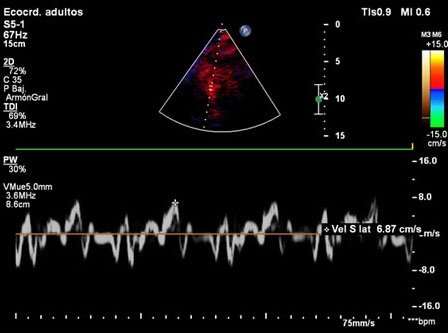 Ecocrd. adultos
TIs0.9 MI 0.6
S5-1
67Hz
15cm
2D
72%
C 35
P Baj.
ArmónGral
TDI
69%
3.4MHz
P
0
5
10
15
M3 M6
+15.0
-15.0
cm/s
PW
30%
VMue5.0mm
3.6MHz
8.6cm
16.0
8.0
cm/s
Vel S lat 6.87 cm/s
-8.0
-16.0
75mm/s
***bpm